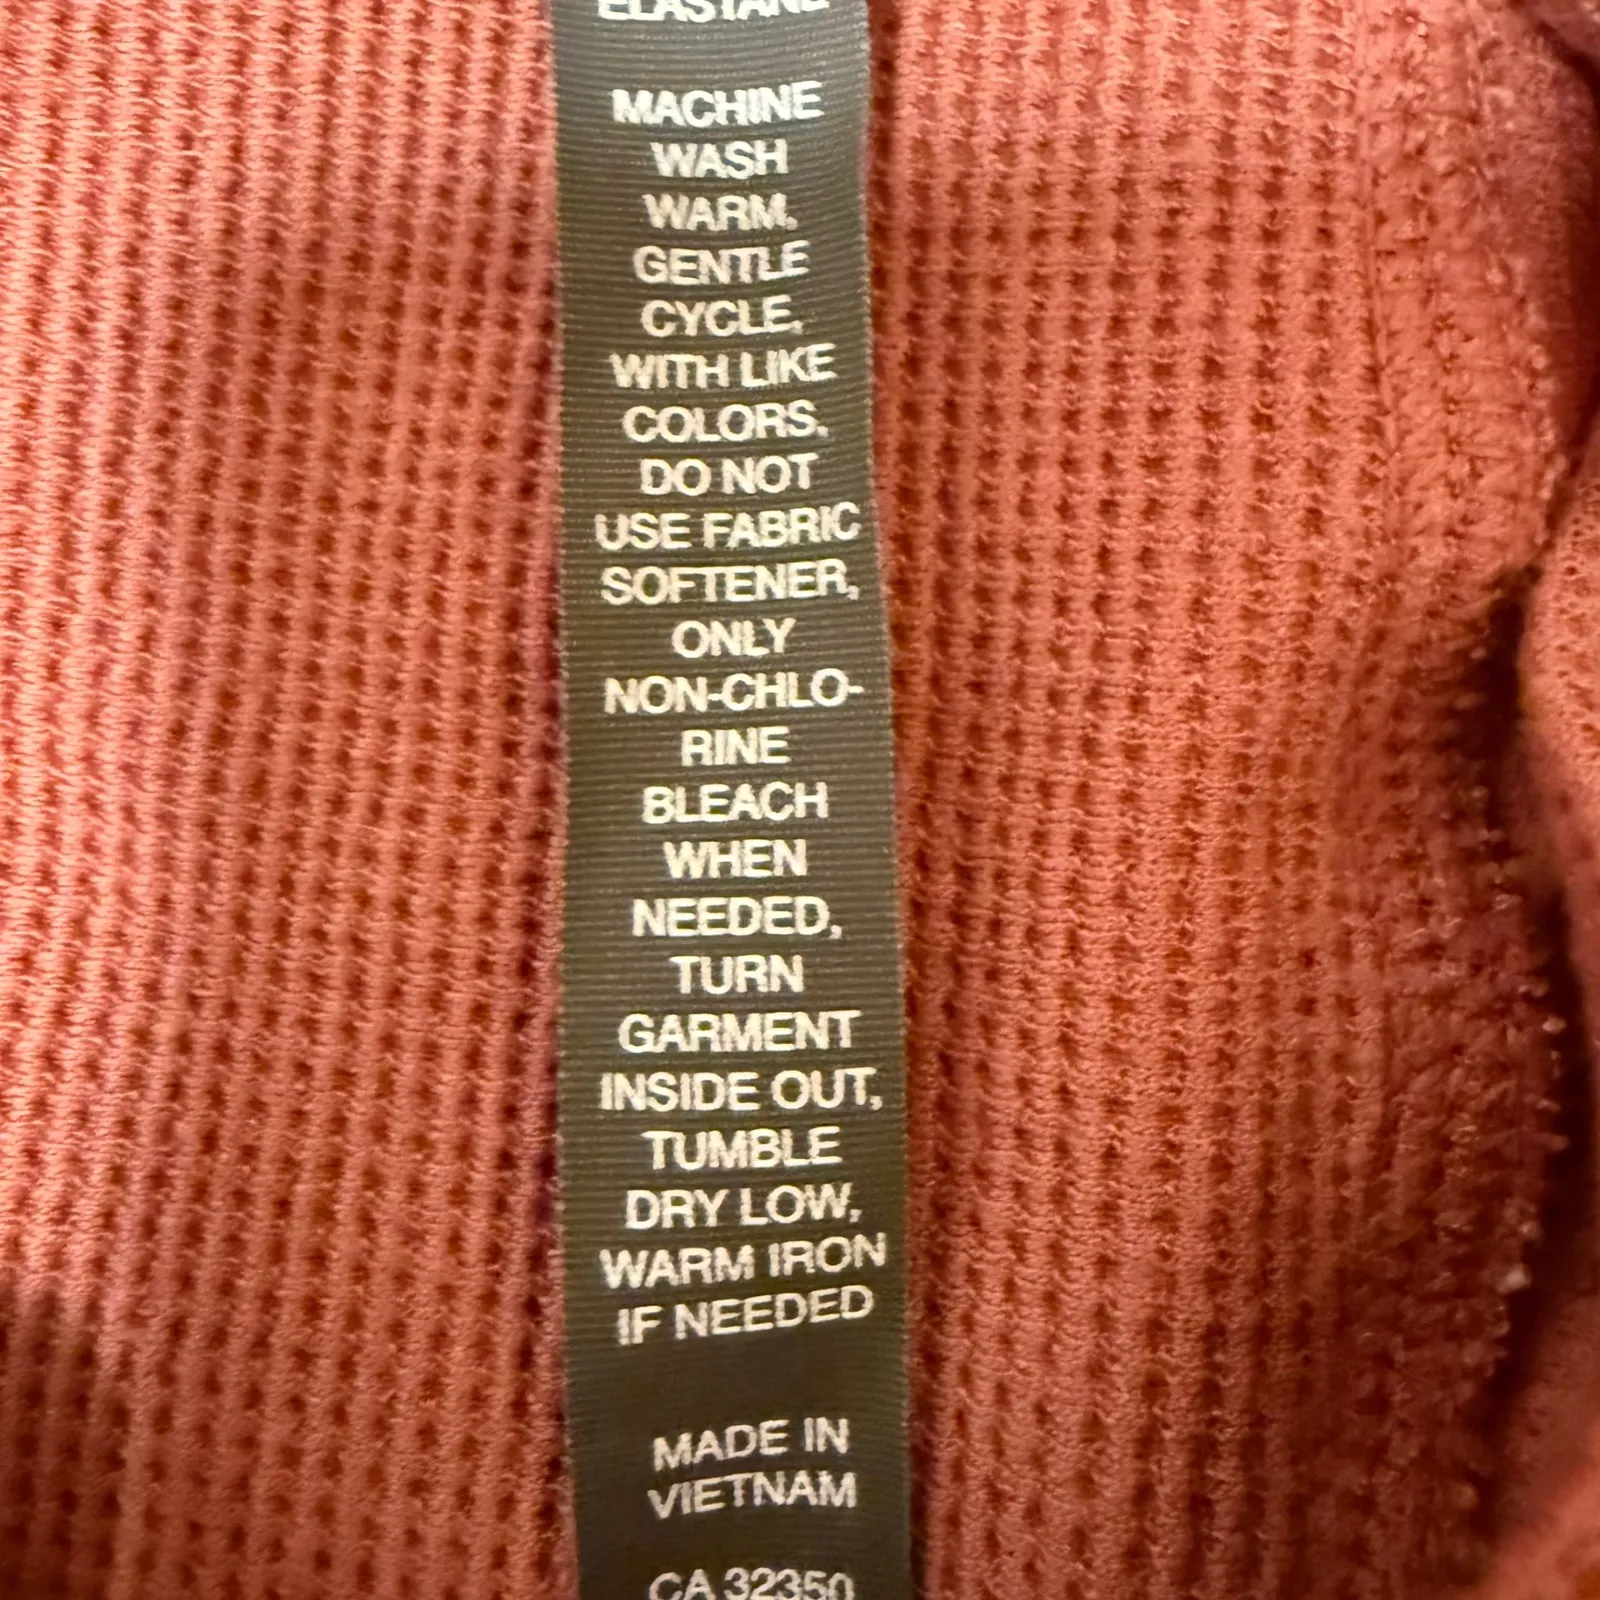 ELASTANE
MACHINE
WASH
WARM,
GENTLE
CYCLE,
WITH LIKE
COLORS,
DO NOT
USE FABRIC
SOFTENER,
ONLY
NON-CHLO-
RINE
BLEACH
WHEN
NEEDED,
TURN
GARMENT
INSIDE OUT,
TUMBLE
DRY LOW,
WARM IRON
IF NEEDED
MADE IN
VIETNAM
CA 32350